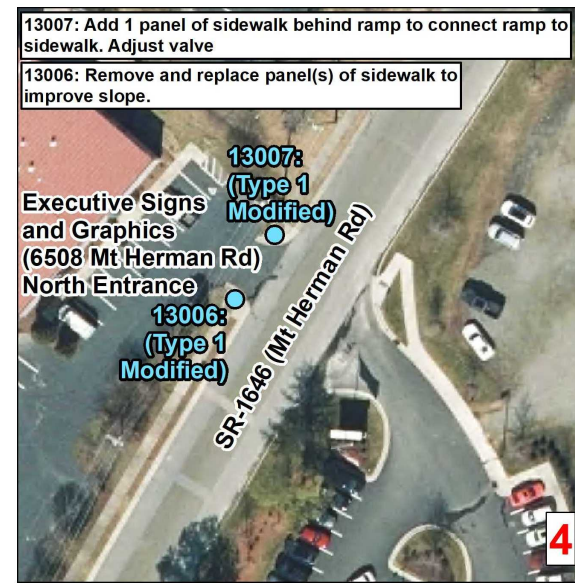 13007: Add 1 panel of sidewalk behind ramp to connect ramp to
sidewalk. Adjust valve
13006: Remove and replace panel(s) of sidewalk to
improve slope.
13007:
(Type 1
Modified)
Executive Signs
and Graphics
(6508 Mt Herman Rd)
North Entrance
13006:
(Type 1
Modified)
SR-1646 (Mt Herman Rd)
4